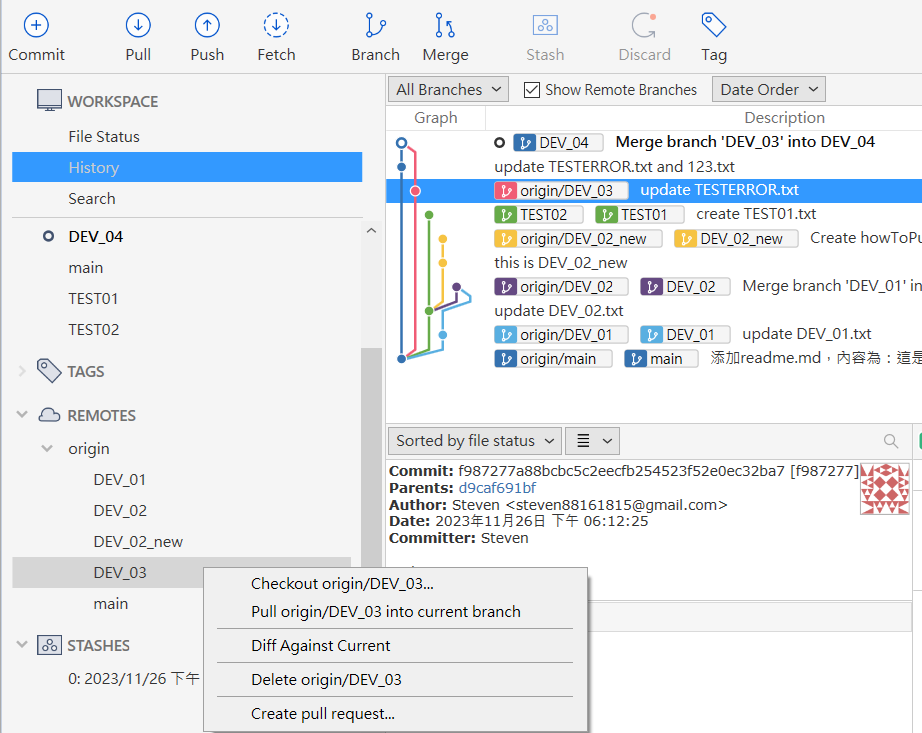 Commit Pull Push Fetch Branch Merge Stash Discard Tag
WORKSPACE
File Status
History
Search
DEV_04
main
TEST01
TEST02
TAGS
REMOTES
origin
DEV_01
DEV_02
DEV_02_new
DEV_03
main
STASHES
0: 2023/11/26 下午
All Branches Show Remote Branches Date Order
Graph Description
DEV_04 Merge branch 'DEV_03' into DEV_04
update TESTERROR.txt and 123.txt
origin/DEV_03 update TESTERROR.txt
TEST02 TEST01 create TEST01.txt
origin/DEV_02_new DEV_02_new Create howToPu
this is DEV_02_new
origin/DEV_02 DEV_02 Merge branch 'DEV_01' in
update DEV_02.txt
origin/DEV_01 DEV_01 update DEV_01.txt
origin/main main 添加readme.md，內容為：這是
Sorted by file status
Commit: f987277a88bcbc5c2eecfb254523f52e0ec32ba7 [f987277]
Parents: d9caf691bf
Author: Steven <steven88161815@gmail.com>
Date: 2023年11月26日 下午 06:12:25
Committer: Steven
Checkout origin/DEV_03...
Pull origin/DEV_03 into current branch
Diff Against Current
Delete origin/DEV_03
Create pull request...